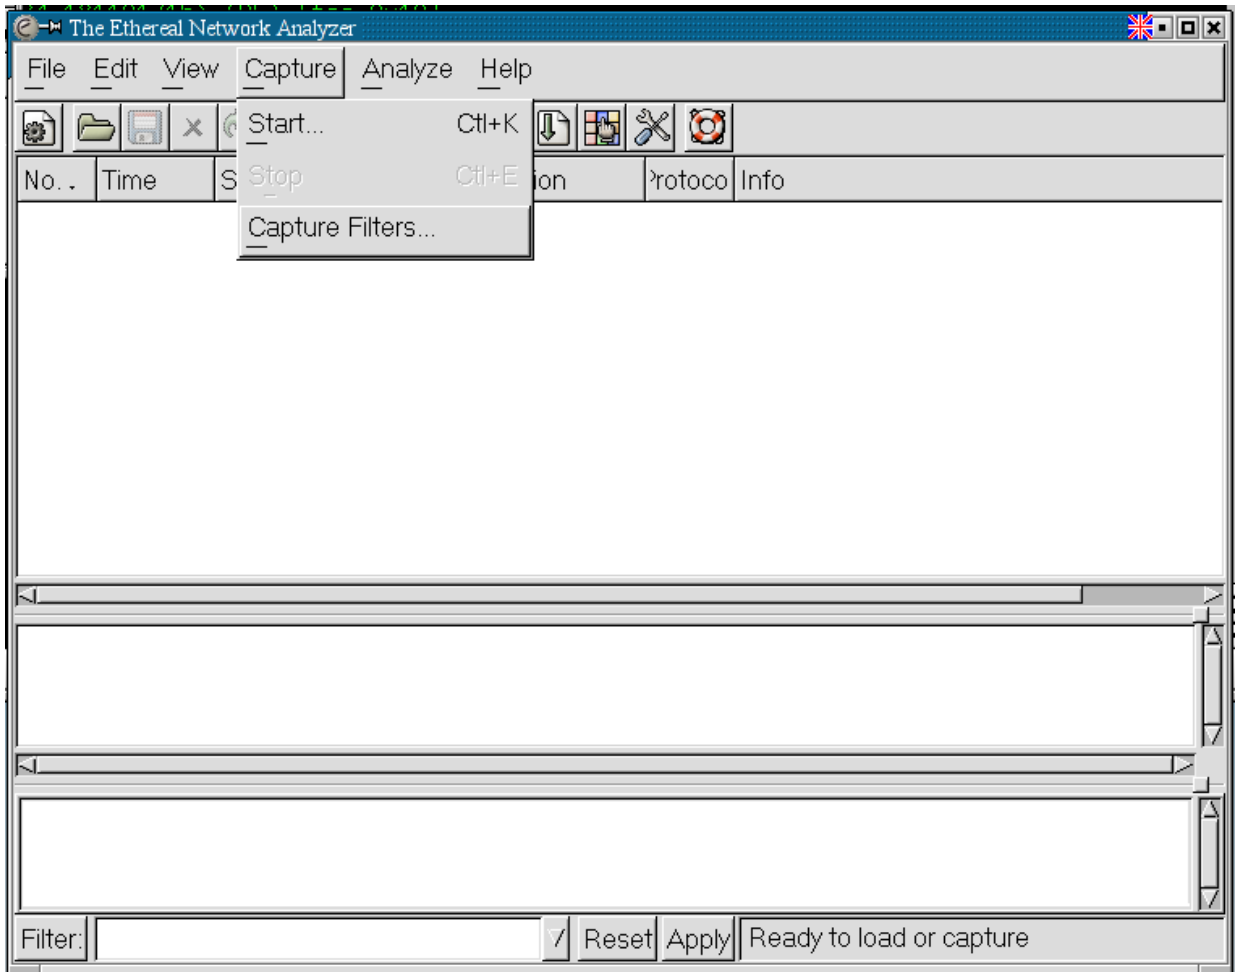 The Ethereal Network Analyzer
File Edit View Capture Analyze Help
Start... Ctl+K
Stop Ctl+E
Capture Filters...
No. . Time S ion Protoco Info
Filter: Reset Apply Ready to load or capture